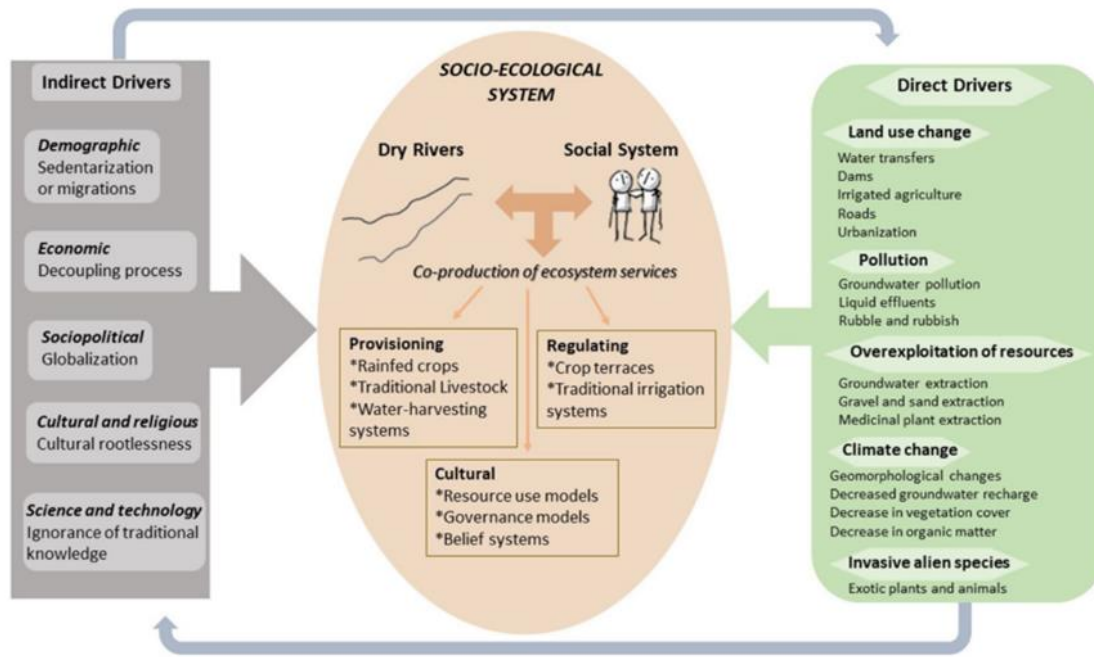 Indirect Drivers
Demographic
Sedentarization
or migrations
Economic
Decoupling process
Sociopolitical
Globalization
Cultural and religious
Cultural rootlessness
Science and technology
Ignorance of traditional
knowledge
SOCIO-ECOLOGICAL
SYSTEM
Dry Rivers
Social System
Co-production of ecosystem services
Provisioning
*Rainfed crops
*Traditional Livestock
*Water-harvesting
systems
Regulating
*Crop terraces
*Traditional irrigation
systems
Cultural
*Resource use models
*Governance models
*Belief systems
Direct Drivers
Land use change
Water transfers
Dams
Irrigated agriculture
Roads
Urbanization
Pollution
Groundwater pollution
Liquid effluents
Rubble and rubbish
Overexploitation of resources
Groundwater extraction
Gravel and sand extraction
Medicinal plant extraction
Climate change
Geomorphological changes
Decreased groundwater recharge
Decrease in vegetation cover
Decrease in organic matter
Invasive alien species
Exotic plants and animals